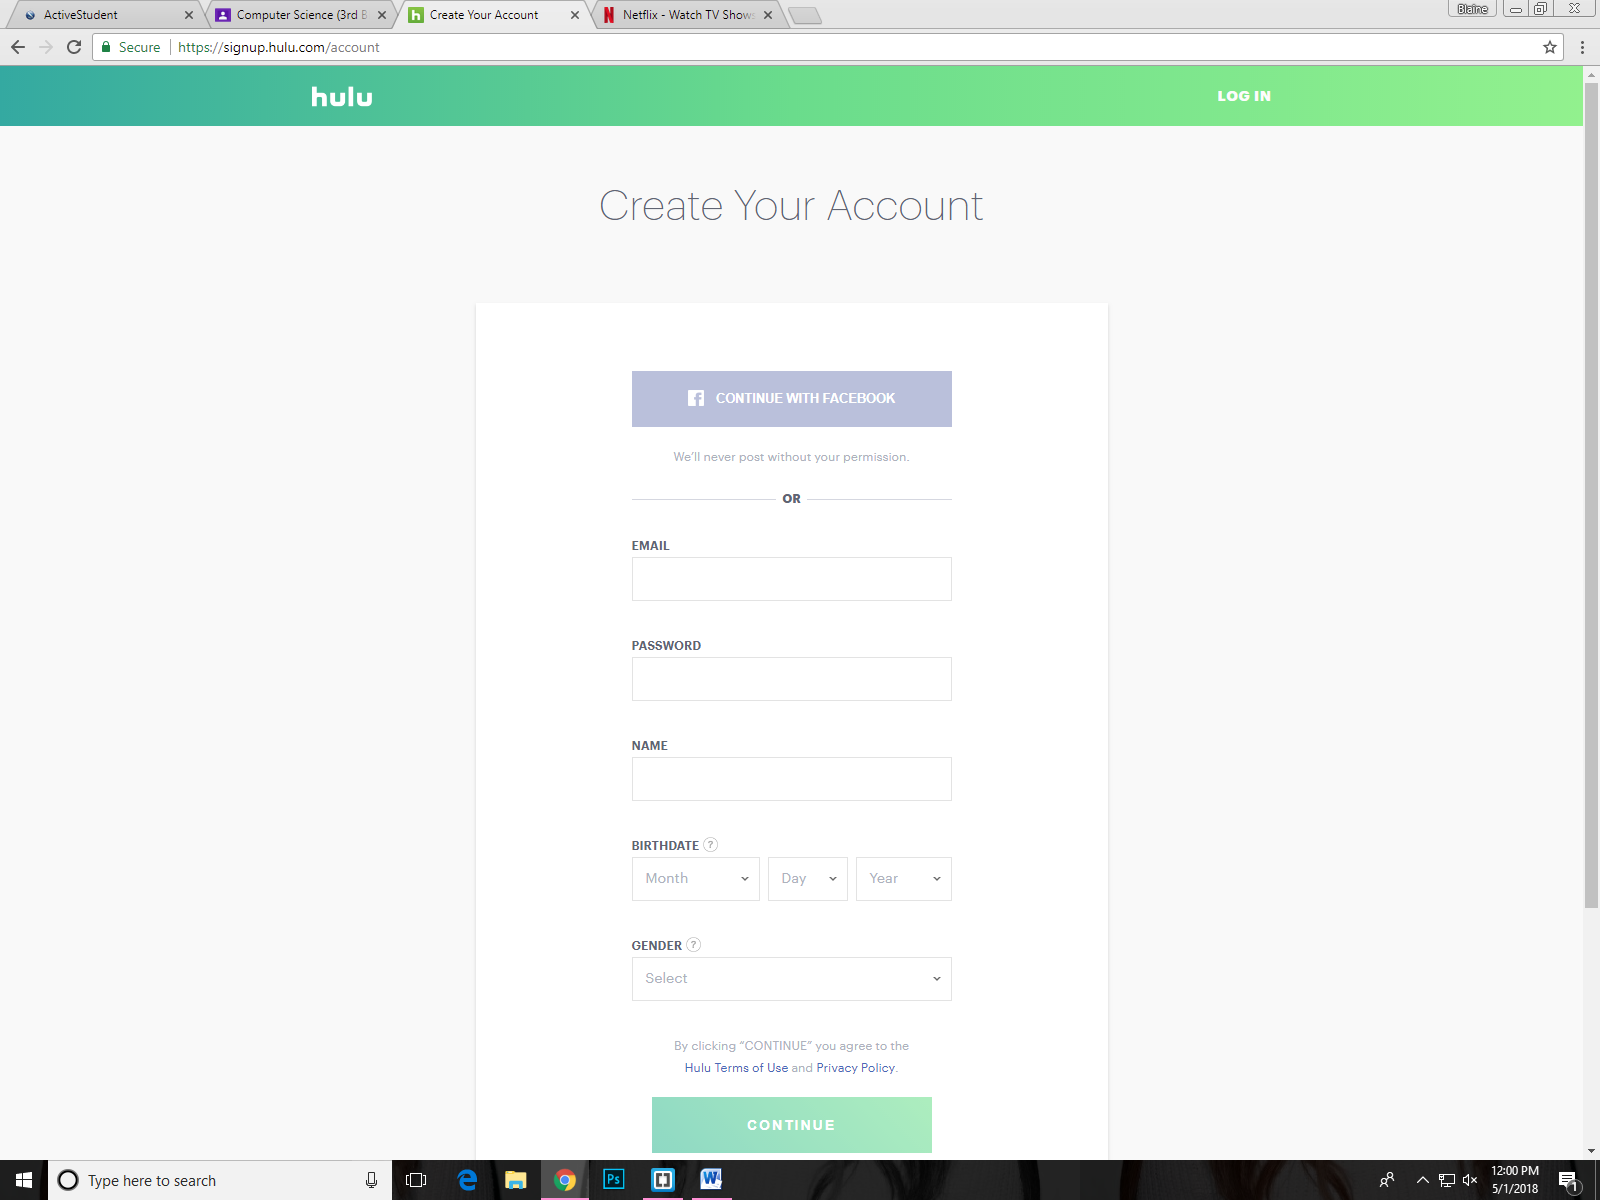 ActiveStudent
Computer Science (3rd B
Create Your Account
Netflix - Watch TV Show
Blaine
Secure
https://signup.hulu.com/account
hulu
LOG IN
Create Your Account
CONTINUE WITH FACEBOOK
We'll never post without your permission.
OR
EMAIL
PASSWORD
NAME
BIRTHDATE ?
Month Day Year
GENDER ?
Select
By clicking “CONTINUE” you agree to the
Hulu Terms of Use and Privacy Policy.
CONTINUE
Type here to search
Ps
12:00 PM
5/1/2018
1